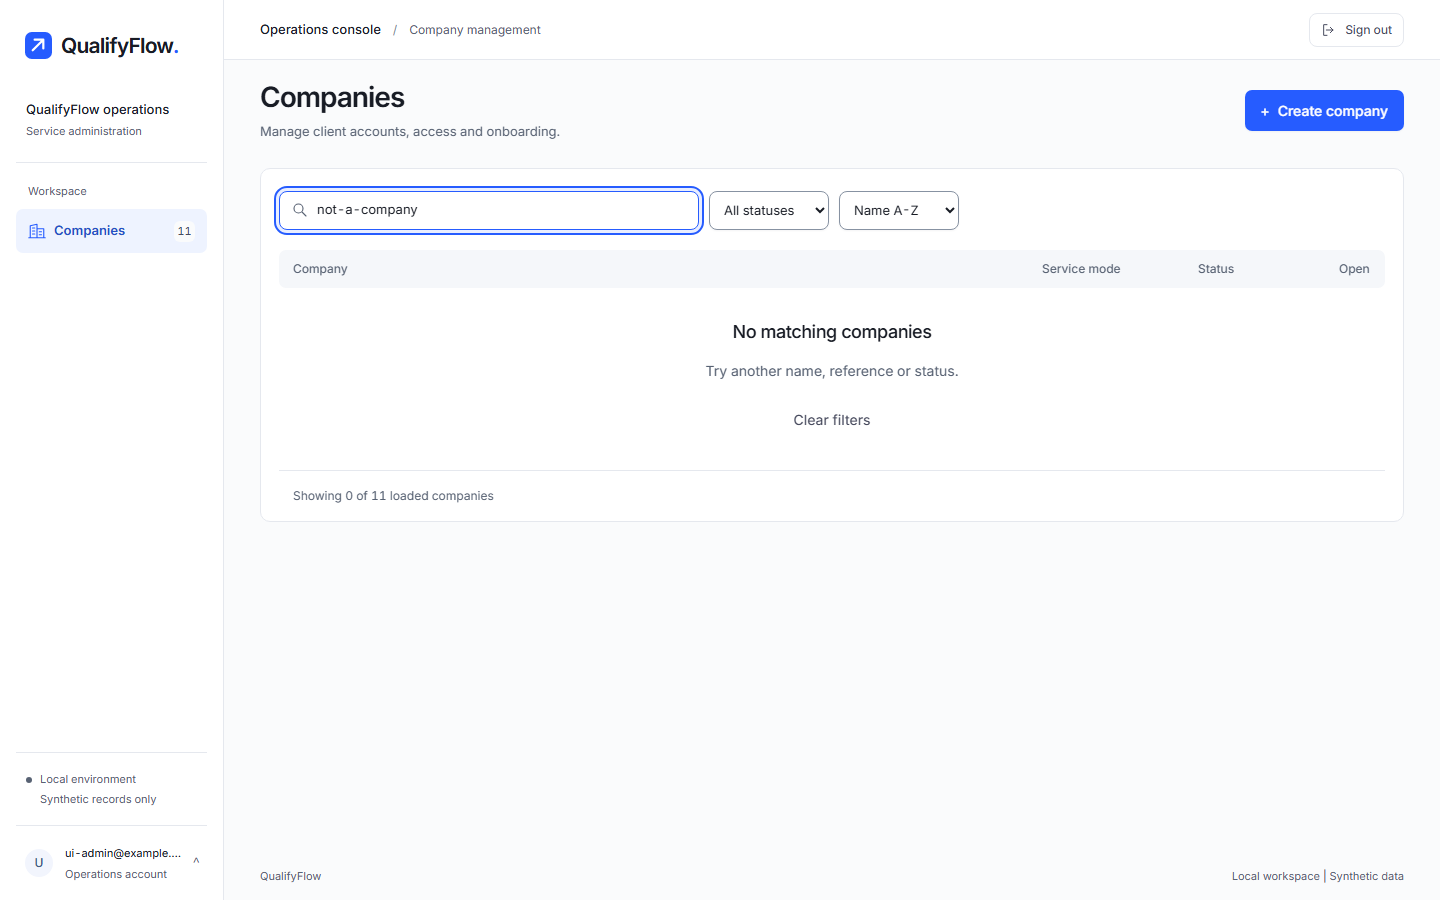 QualifyFlow.
QualifyFlow operations
Service administration
Workspace
Companies 11
Local environment
Synthetic records only
U
ui-admin@example....
Operations account
^
Operations console / Company management
Sign out
Companies
Manage client accounts, access and onboarding.
+ Create company
not-a-company
All statuses
Name A-Z
Company Service mode Status Open
No matching companies
Try another name, reference or status.
Clear filters
Showing 0 of 11 loaded companies
QualifyFlow
Local workspace | Synthetic data